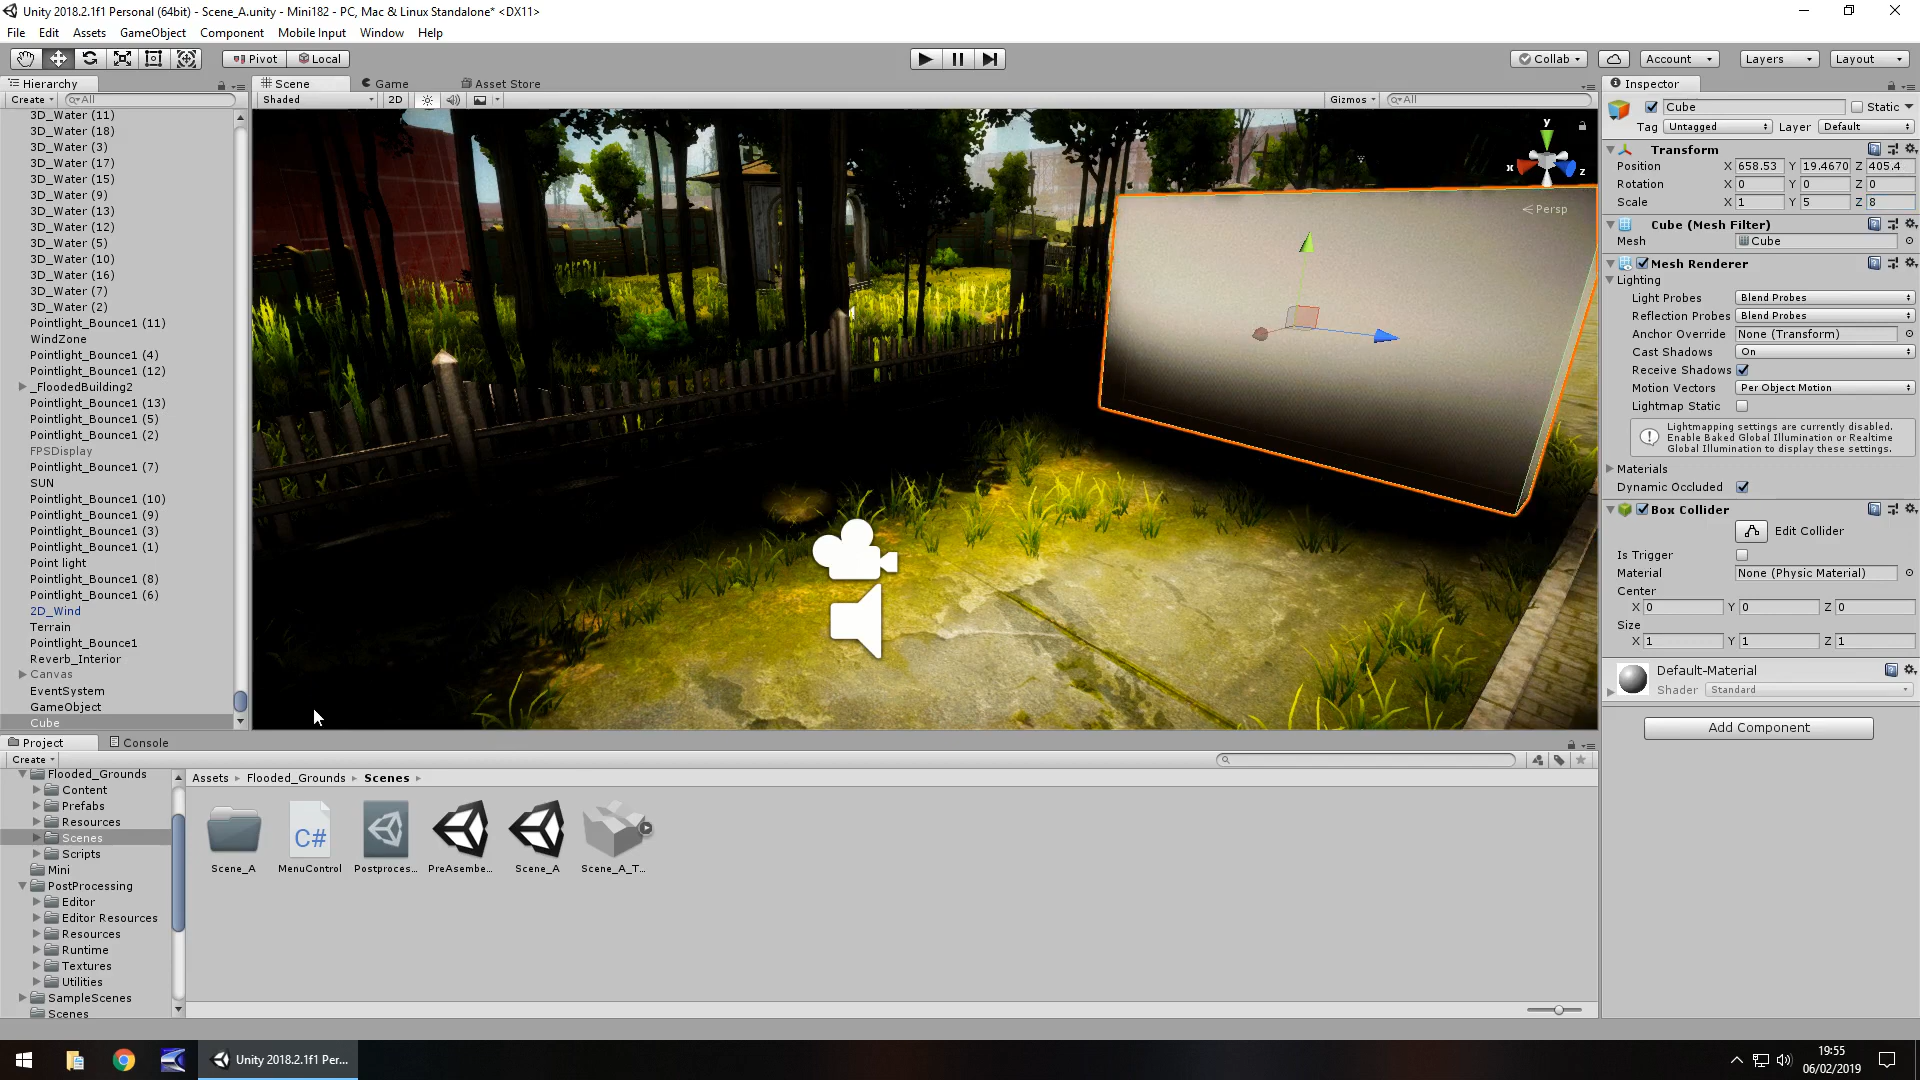 Unity 2018.2.1f1 Personal (64bit) - Scene_A.unity - Mini182 - PC, Mac & Linux Standalone* <DX11>
File Edit Assets GameObject Component Mobile Input Window Help
Pivot Local Collab Account Layers Layout
Hierarchy
Create All
3D_Water (11)
3D_Water (18)
3D_Water (3)
3D_Water (17)
3D_Water (15)
3D_Water (9)
3D_Water (13)
3D_Water (12)
3D_Water (5)
3D_Water (10)
3D_Water (16)
3D_Water (7)
3D_Water (2)
Pointlight_Bounce1 (11)
WindZone
Pointlight_Bounce1 (4)
Pointlight_Bounce1 (12)
_FloodedBuilding2
Pointlight_Bounce1 (13)
Pointlight_Bounce1 (5)
Pointlight_Bounce1 (2)
FPSDisplay
Pointlight_Bounce1 (7)
SUN
Pointlight_Bounce1 (10)
Pointlight_Bounce1 (9)
Pointlight_Bounce1 (3)
Pointlight_Bounce1 (1)
Point light
Pointlight_Bounce1 (8)
Pointlight_Bounce1 (6)
2D_Wind
Terrain
Pointlight_Bounce1
Reverb_Interior
Canvas
EventSystem
GameObject
Cube
Scene Game Asset Store
Shaded 2D Gizmos All
y
x z
Persp
Inspector
Cube Static
Tag Untagged Layer Default
Transform
Position X 658.53 Y 19.4670 Z 405.4
Rotation X 0 Y 0 Z 0
Scale X 1 Y 5 Z 8
Cube (Mesh Filter)
Mesh Cube
Mesh Renderer
Lighting
Light Probes Blend Probes
Reflection Probes Blend Probes
Anchor Override None (Transform)
Cast Shadows On
Receive Shadows
Motion Vectors Per Object Motion
Lightmap Static
Lightmapping settings are currently disabled.
Enable Baked Global Illumination or Realtime
Global Illumination to display these settings.
Materials
Dynamic Occluded
Box Collider
Edit Collider
Is Trigger
Material None (Physic Material)
Center
X 0 Y 0 Z 0
Size
X 1 Y 1 Z 1
Default-Material
Shader Standard
Add Component
Project Console
Create
Flooded_Grounds
Content
Prefabs
Resources
Scenes
Scripts
Mini
PostProcessing
Editor
Editor Resources
Resources
Runtime
Textures
Utilities
SampleScenes
Scenes
Assets Flooded_Grounds Scenes
C#
Scene_A MenuControl Postproces... PreAsembe... Scene_A Scene_A_T...
Unity 2018.2.1f1 Per...
19:55
06/02/2019